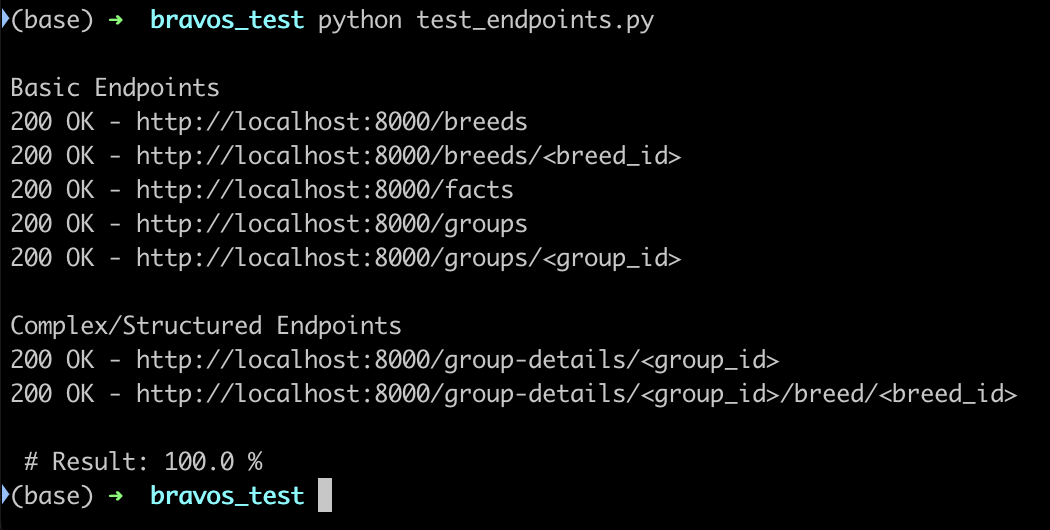 (base) ➜ bravos_test python test_endpoints.py
Basic Endpoints
200 OK - http://localhost:8000/breeds
200 OK - http://localhost:8000/breeds/<breed_id>
200 OK - http://localhost:8000/facts
200 OK - http://localhost:8000/groups
200 OK - http://localhost:8000/groups/<group_id>
Complex/Structured Endpoints
200 OK - http://localhost:8000/group-details/<group_id>
200 OK - http://localhost:8000/group-details/<group_id>/breed/<breed_id>
# Result: 100.0 %
(base) ➜ bravos_test